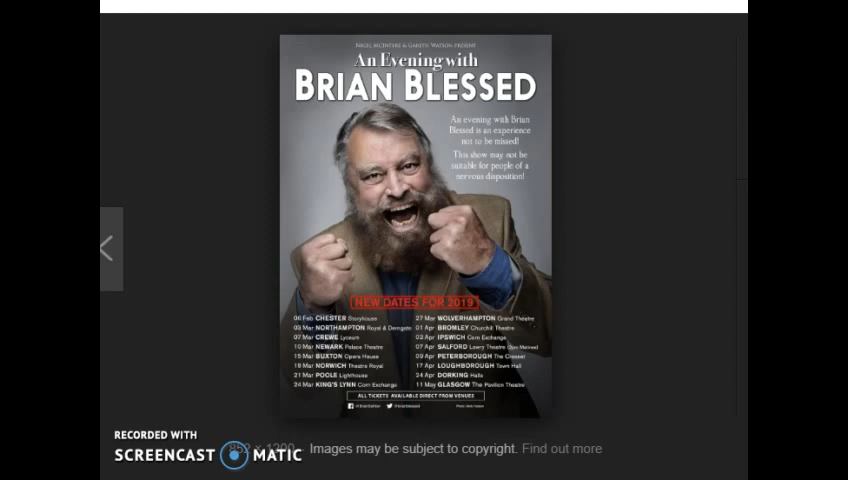 NIGEL MCINTYRE & GARETH WATSON PRESENT
An Evening with
BRIAN BLESSED
An evening with Brian
Blessed is an experience
not to be missed!
This show may not be
suitable for people of a
nervous disposition!
NEW DATES FOR 2019
06 Feb CHESTER Storyhouse
03 Mar NORTHAMPTON Royal & Derngate
07 Mar CREWE Lyceum
10 Mar NEWARK Palace Theatre
15 Mar BUXTON Opera House
18 Mar NORWICH Theatre Royal
21 Mar POOLE Lighthouse
24 Mar KING'S LYNN Corn Exchange
27 Mar WOLVERHAMPTON Grand Theatre
01 Apr BROMLEY Churchill Theatre
03 Apr IPSWICH Corn Exchange
07 Apr SALFORD Lowry Theatre
09 Apr PETERBOROUGH The Cresset
17 Apr LOUGHBOROUGH Town Hall
24 Apr DORKING Halls
11 May GLASGOW The Pavilion Theatre
ALL TICKETS AVAILABLE DIRECT FROM VENUES
RECORDED WITH
SCREENCAST MATIC
Images may be subject to copyright. Find out more